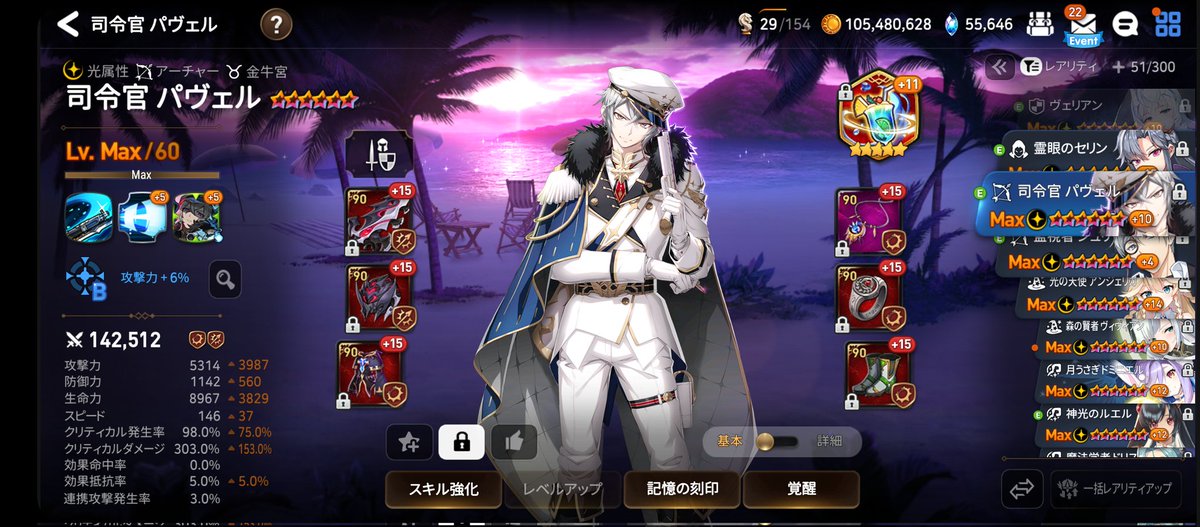 司令官 パヴェル
?
29/154
105,480,628
55,646
22
Event
光属性 アーチャー 金牛宮
司令官 パヴェル
Lv. Max/60
Max
+5
+5
B
攻撃力+6%
142,512
攻撃力 5314 3987
防御力 1142 560
生命力 8967 3829
スピード 146 37
クリティカル発生率 98.0% 75.0%
クリティカルダメージ 303.0% 153.0%
効果命中率 0.0%
効果抵抗率 5.0% 5.0%
連携攻撃発生率 3.0%
90 +15
90 +15
90 +15
+11
90 +15
90 +15
90 +15
基本 詳細
スキル強化
レベルアップ
記憶の刻印
覚醒
レアリティ + 51/300
ヴェリアン
Max
霊眼のセリン
司令官 パヴェル
Max +10
Max +4
光の天使 アンジェリ
Max +14
森の賢者ヴィヴィアン
Max +10
月うさぎドミニエル
Max +12
神光のルエル
Max +12
一括レアリティアップ